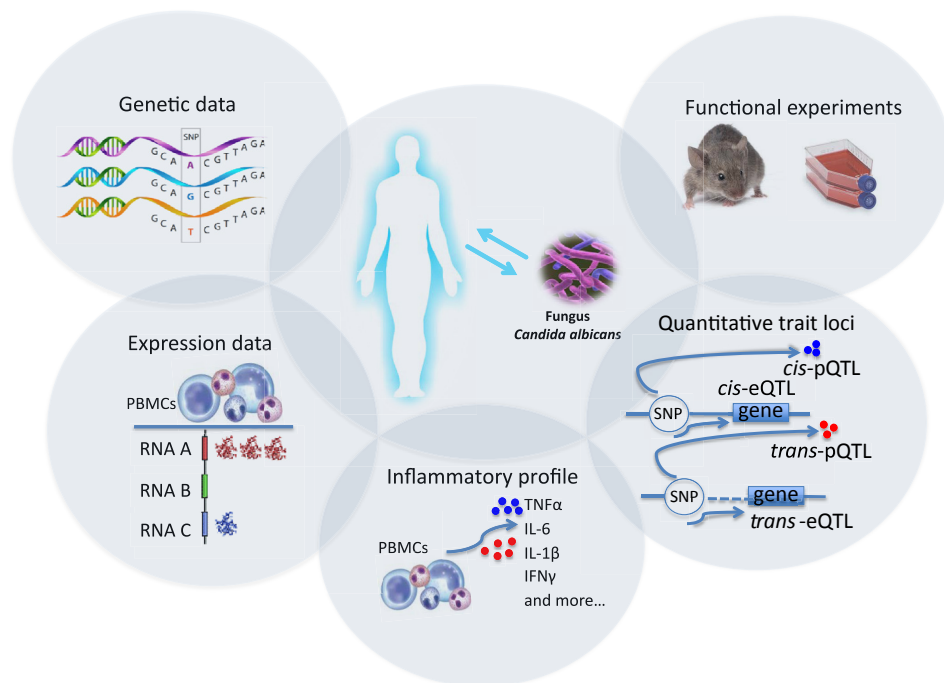 Genetic data
SNP
G C A A C G T T A G A
G C A G C G T T A G A
G C A T C G T T A G A
Functional experiments
Fungus
Candida albicans
Expression data
PBMCs
RNA A
RNA B
RNA C
Inflammatory profile
PBMCs
TNFα
IL-6
IL-1β
IFNγ
and more...
Quantitative trait loci
cis-pQTL
cis-eQTL
SNP
gene
trans-pQTL
SNP
gene
trans -eQTL